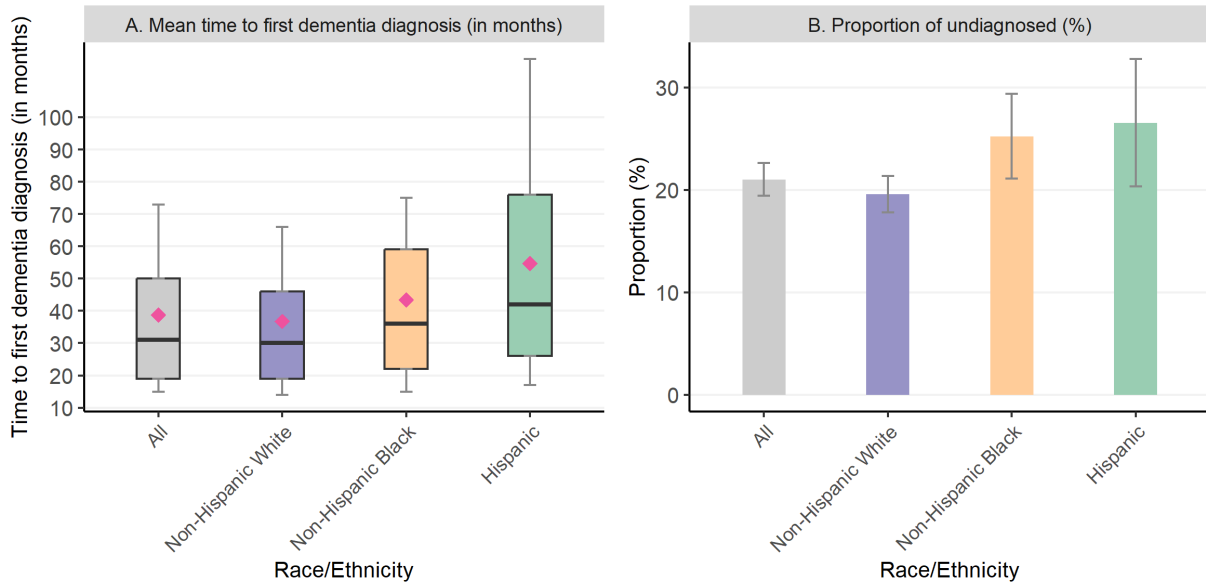 A. Mean time to first dementia diagnosis (in months)
Time to first dementia diagnosis (in months)
100
90
80
70
60
50
40
30
20
10
All
Non-Hispanic White
Non-Hispanic Black
Hispanic
Race/Ethnicity
B. Proportion of undiagnosed (%)
Proportion (%)
30
20
10
0
All
Non-Hispanic White
Non-Hispanic Black
Hispanic
Race/Ethnicity